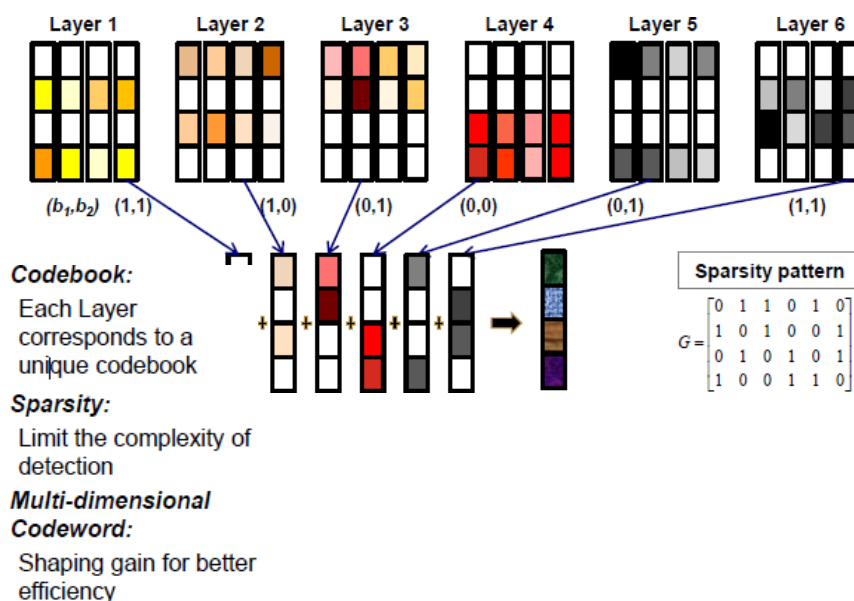 Layer 1 Layer 2 Layer 3 Layer 4 Layer 5 Layer 6
(b1,b2) (1,1) (1,0) (0,1) (0,0) (0,1) (1,1)
Codebook:
Each Layer
corresponds to a
unique codebook
Sparsity:
Limit the complexity of
detection
Multi-dimensional
Codeword:
Shaping gain for better
efficiency
+ + + + +
Sparsity pattern
0 1 1 0 1 0
1 0 1 0 0 1
G = 
0 1 0 1 0 1
1 0 0 1 1 0